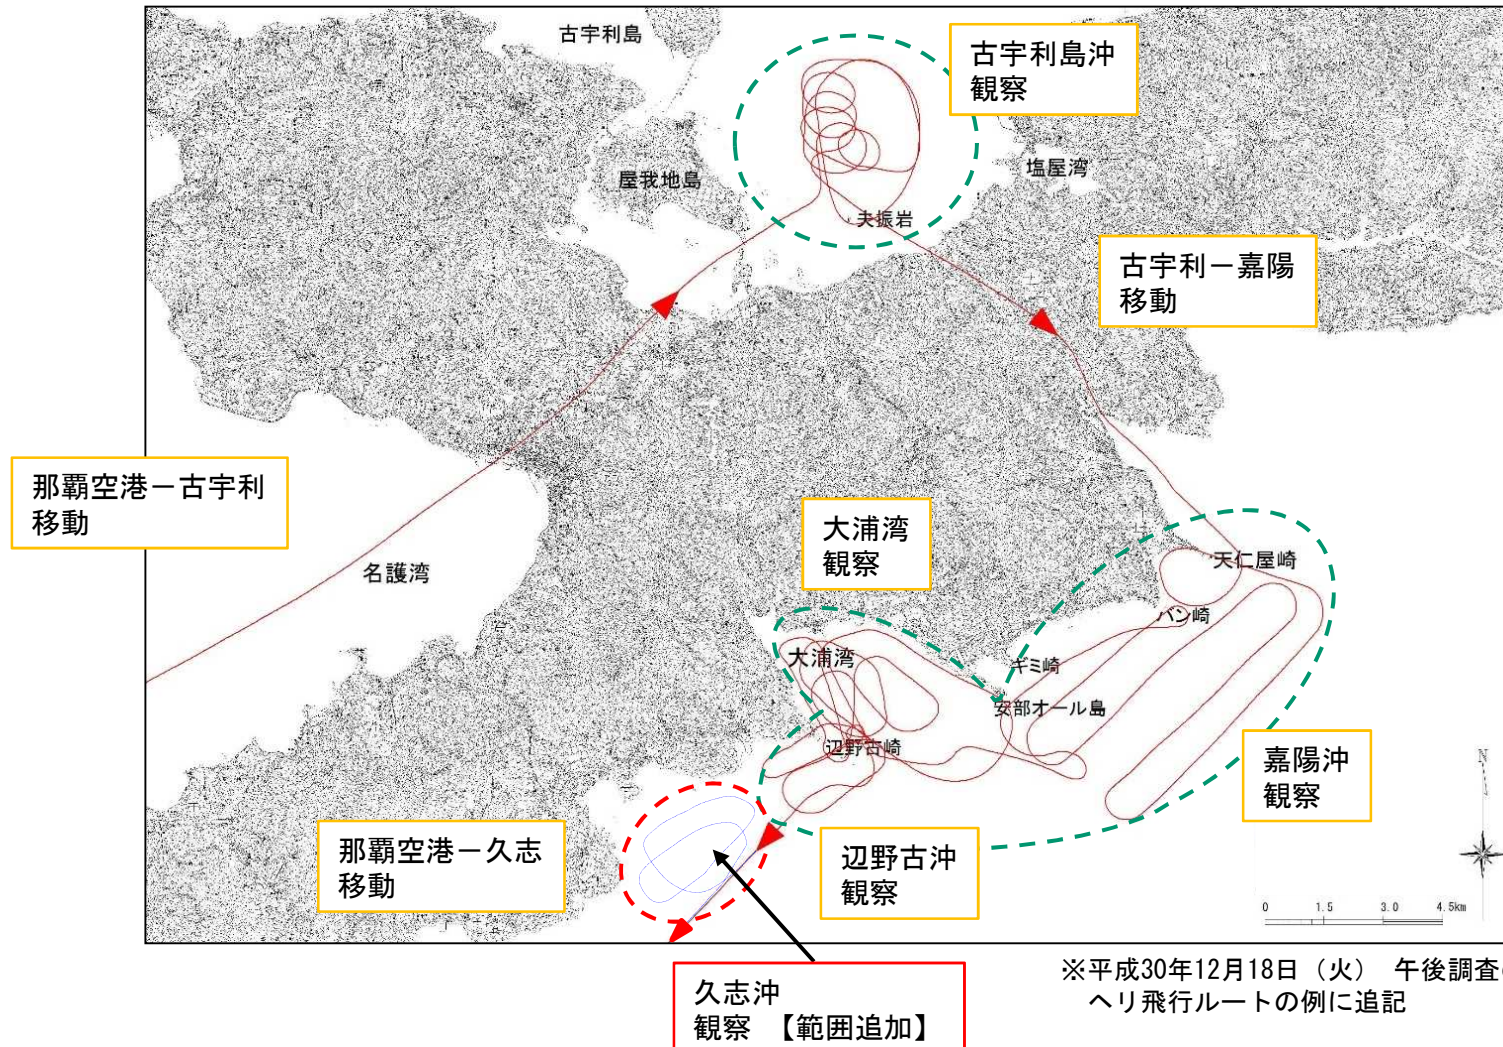 古宇利島
古宇利島沖
観察
塩屋湾
屋我地島
夫振岩
古宇利－嘉陽
移動
那覇空港－古宇利
移動
名護湾
大浦湾
観察
天仁屋崎
バン崎
大浦湾
ギミ崎
安部オール島
辺野古崎
嘉陽沖
観察
N
那覇空港－久志
移動
辺野古沖
観察
0 1.5 3.0 4.5km
久志沖
観察 【範囲追加】
※平成30年12月18日（火） 午後調査
ヘリ飛行ルートの例に追記